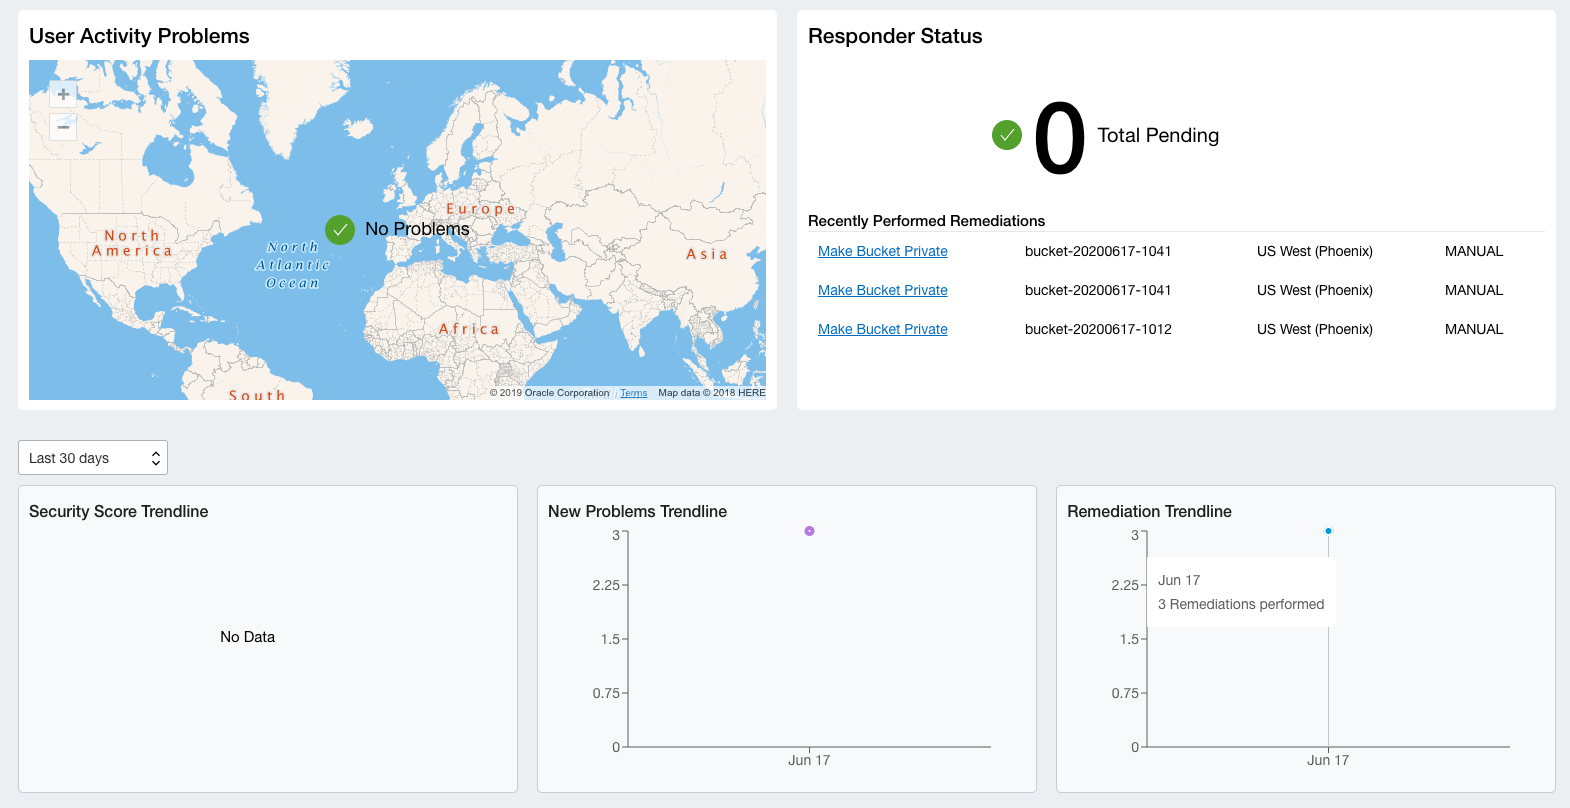 User Activity Problems
+
−
North
America
North
Atlantic
Ocean
Europe
Asia
Africa
South
No Problems
© 2019 Oracle Corporation Terms Map data © 2018 HERE
Responder Status
0 Total Pending
Recently Performed Remediations
Make Bucket Private bucket-20200617-1041 US West (Phoenix) MANUAL
Make Bucket Private bucket-20200617-1041 US West (Phoenix) MANUAL
Make Bucket Private bucket-20200617-1012 US West (Phoenix) MANUAL
Last 30 days
Security Score Trendline
No Data
New Problems Trendline
3
2.25
1.5
0.75
0
Jun 17
Remediation Trendline
3
2.25
1.5
0.75
0
Jun 17
3 Remediations performed
Jun 17